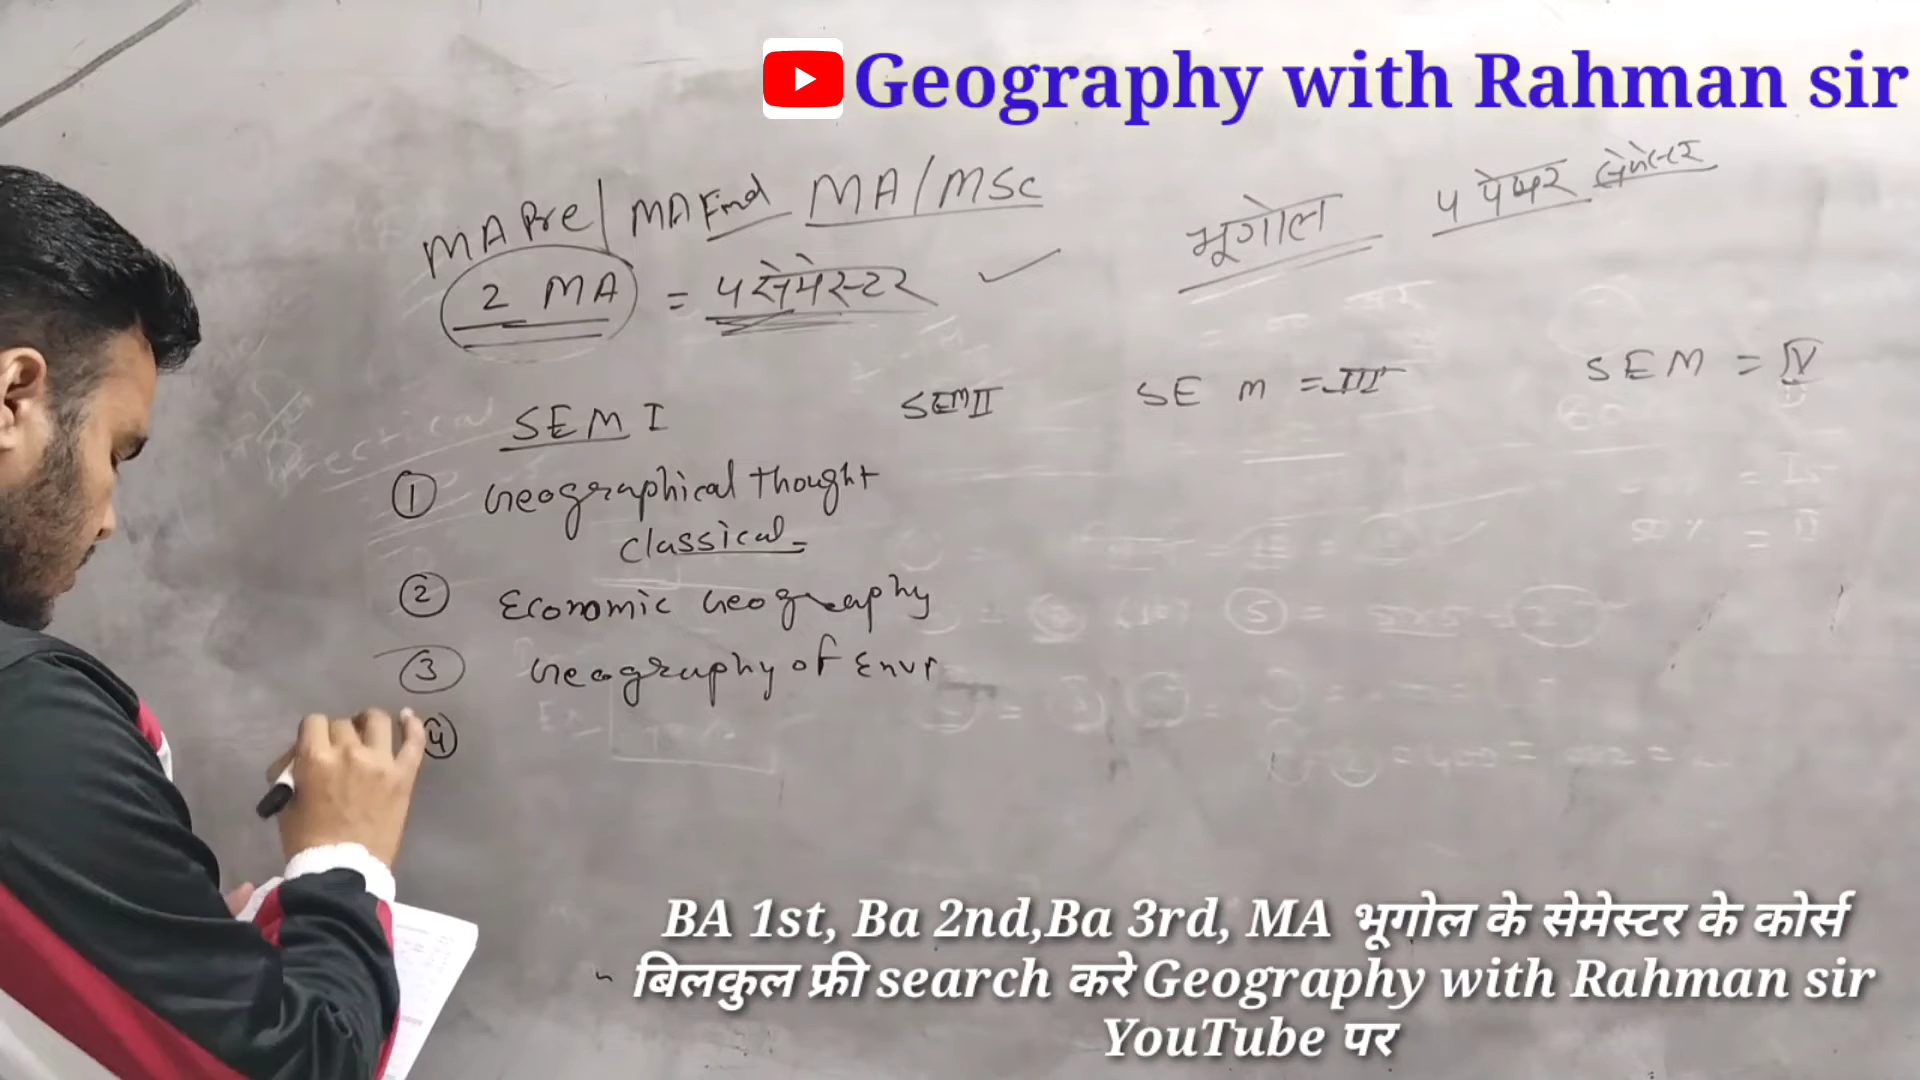 Geography with Rahman sir
MA Pre / MA Final MA / MSc
भूगोल
4 पेपर सेमेस्टर
2 MA = 4 सेमेस्टर ✓
SEM I
SEM II
SEM = III
SEM = IV
① Geographical thought
classical
② Economic Geography
③ Geography of Envr
④
BA 1st, Ba 2nd,Ba 3rd, MA भूगोल के सेमेस्टर के कोर्स
बिलकुल फ्री search करे Geography with Rahman sir
YouTube पर